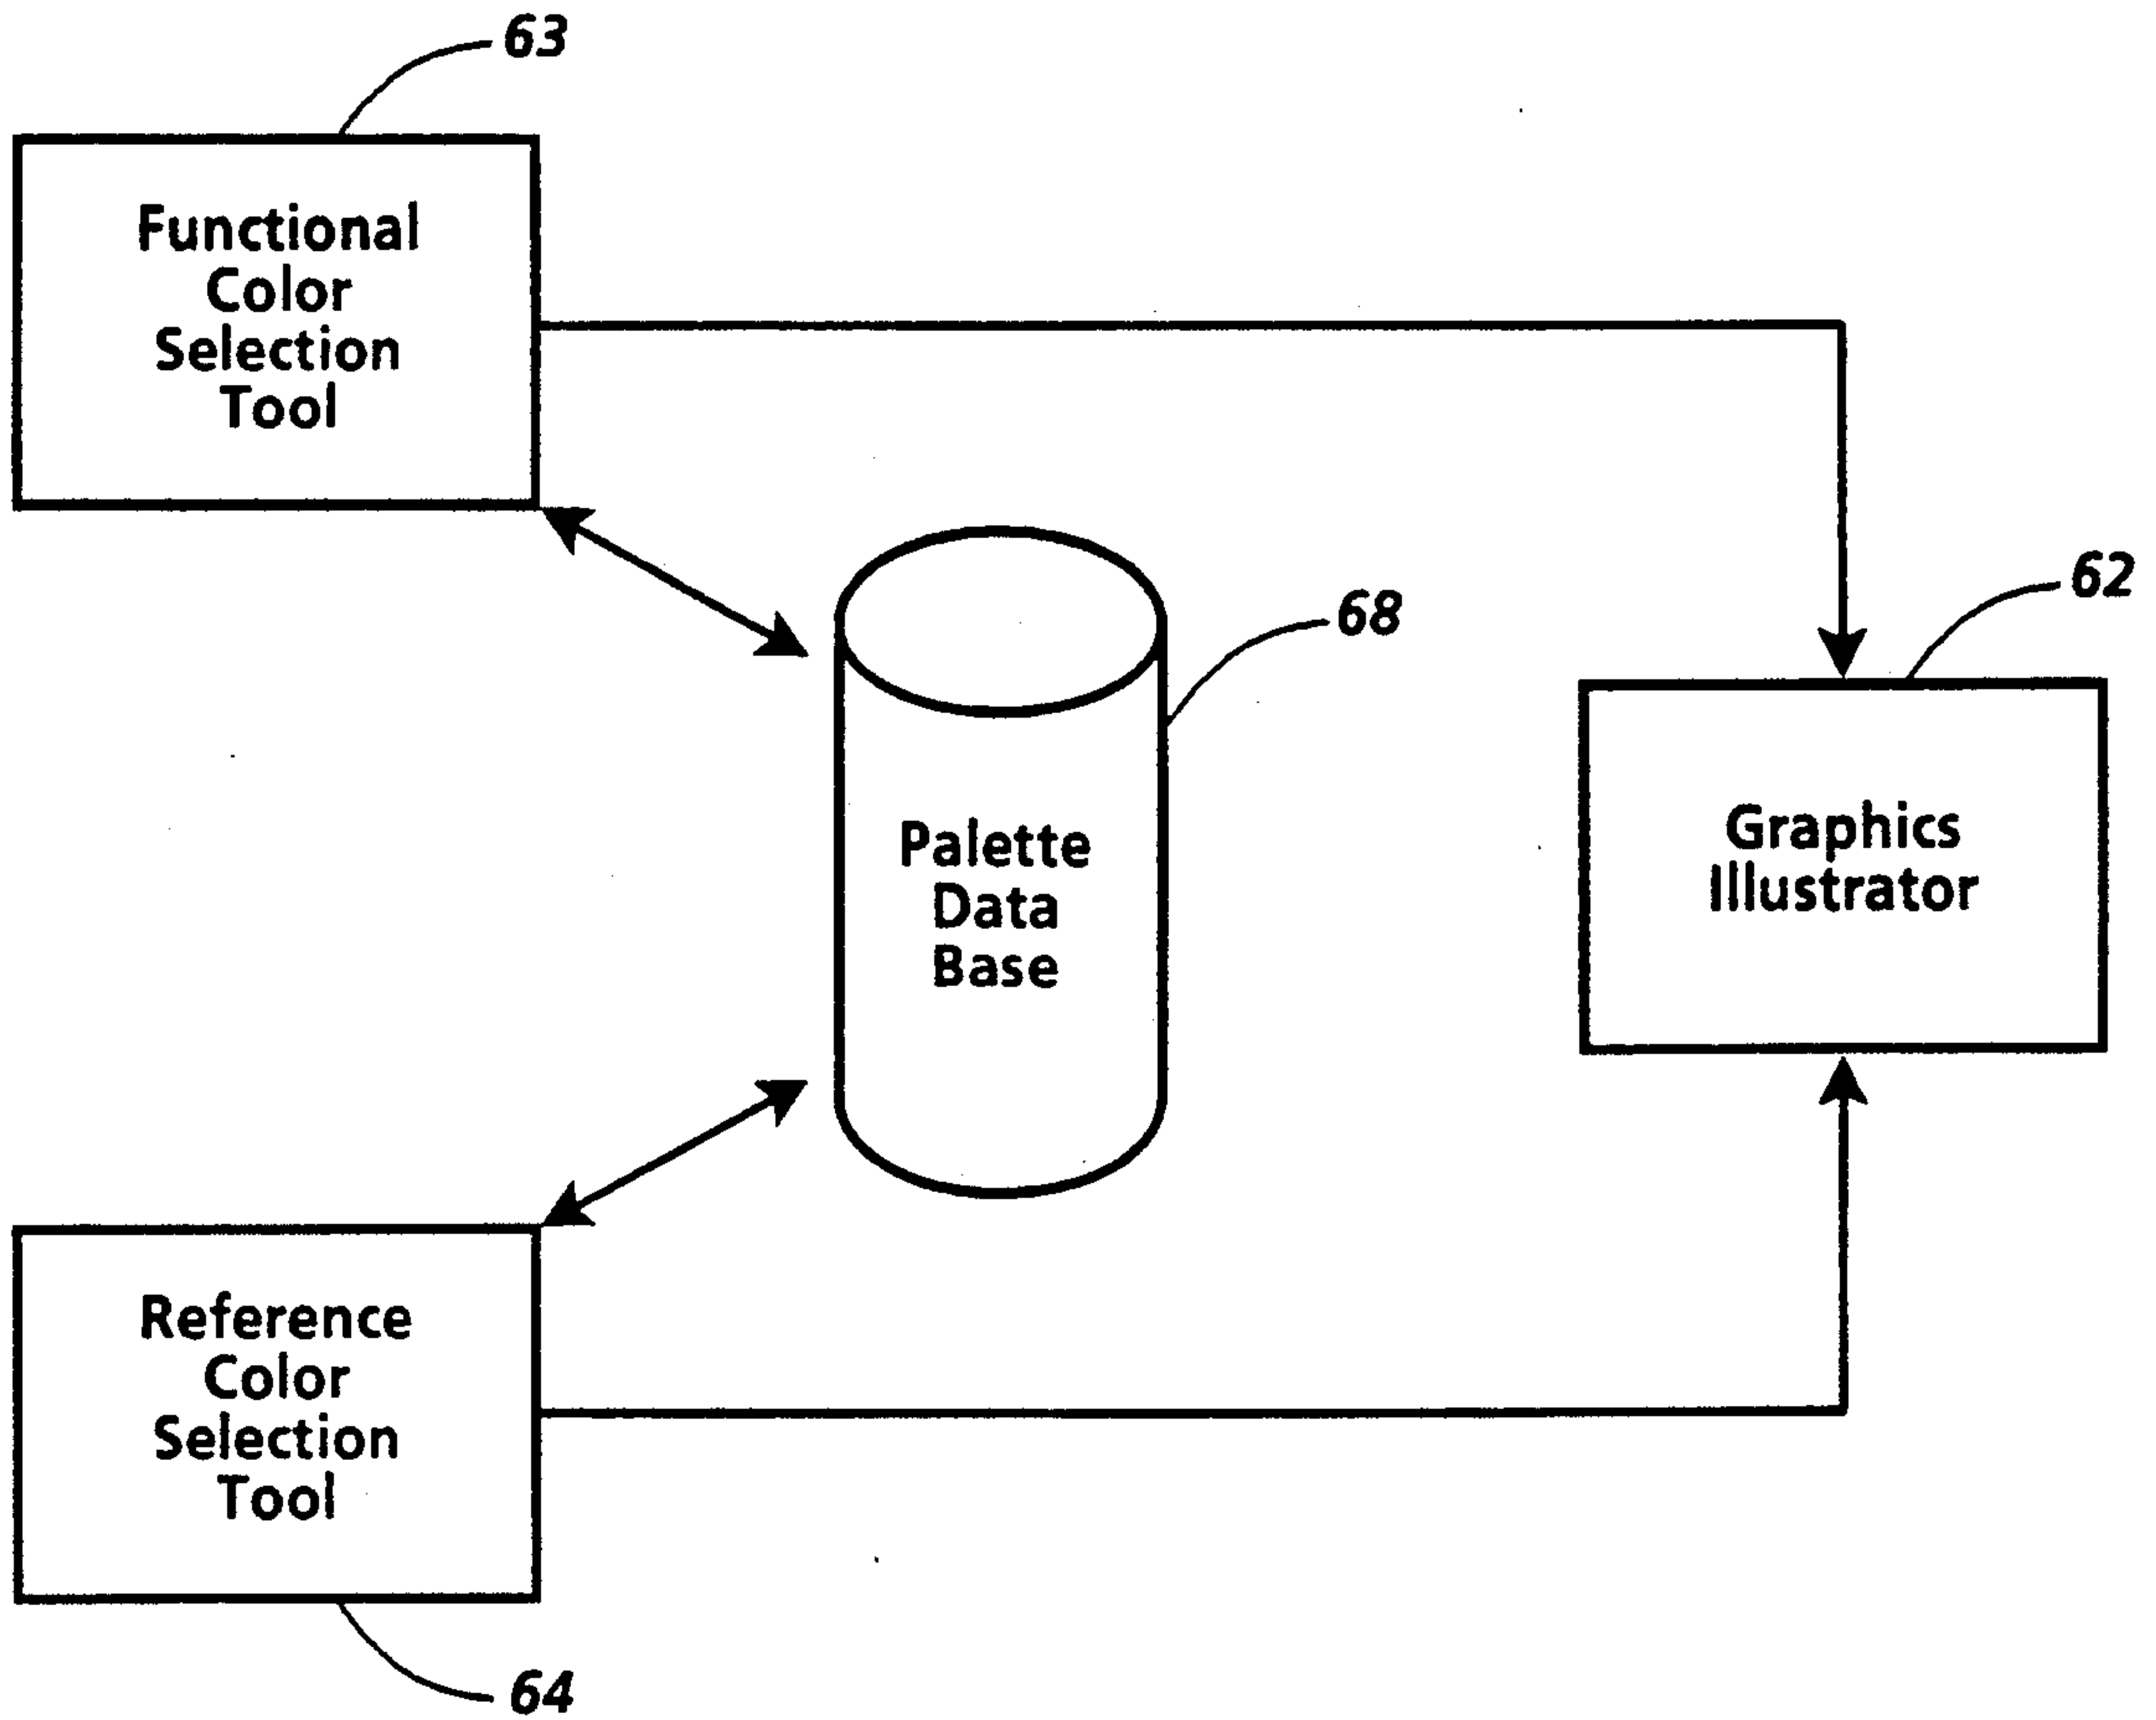 63
Functional
Color
Selection
Tool
68
62
Palette
Data
Base
Graphics
Illustrator
Reference
Color
Selection
Tool
64